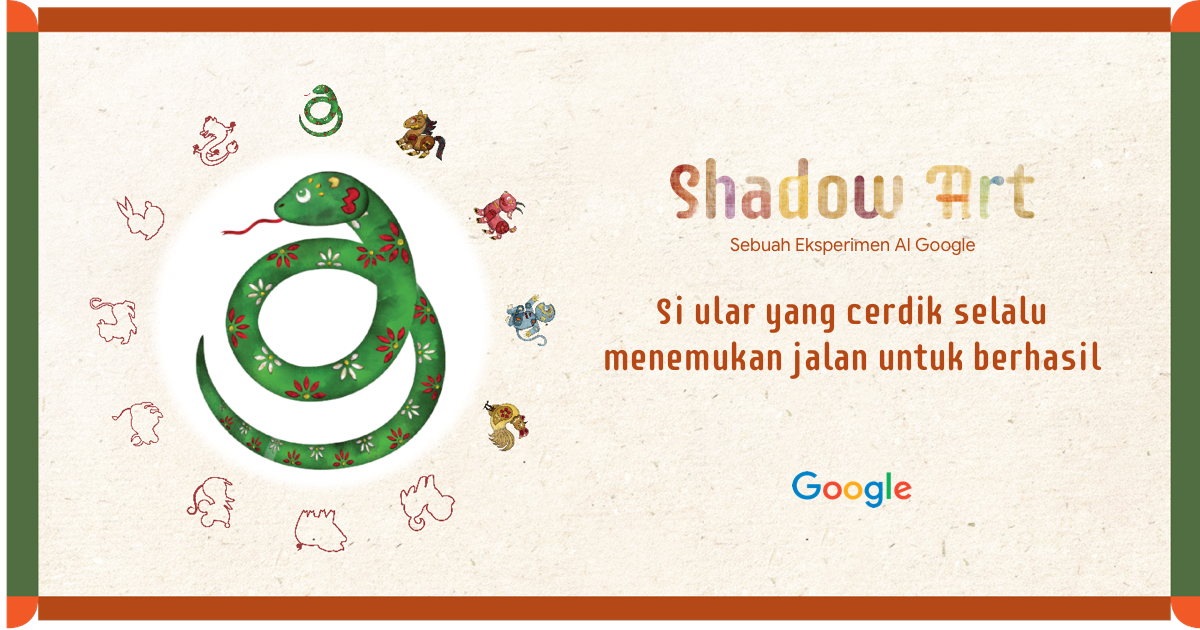 Shadow Art
Sebuah Eksperimen AI Google
Si ular yang cerdik selalu
menemukan jalan untuk berhasil
Google